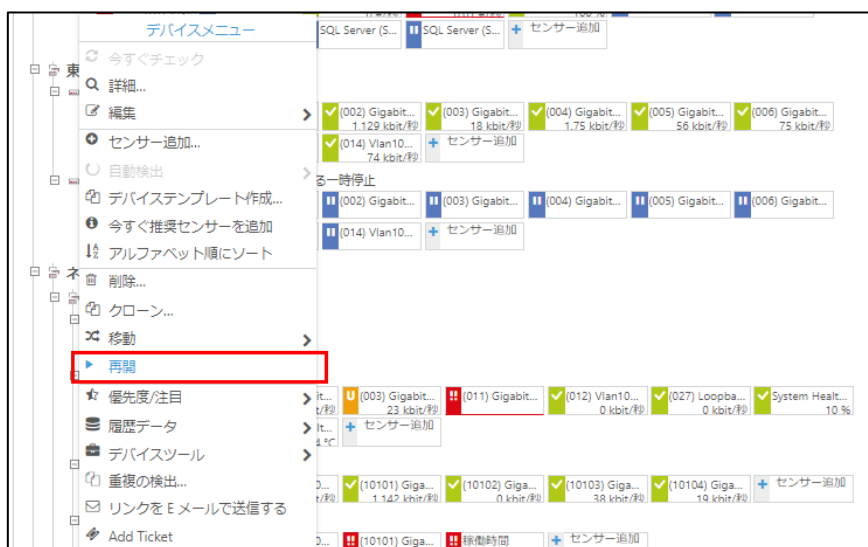 デバイスメニュー
今すぐチェック
詳細...
編集
センサー追加...
自動検出
デバイステンプレート作成...
今すぐ推奨センサーを追加
アルファベット順にソート
削除...
クローン...
移動
再開
優先度/注目
履歴データ
デバイスツール
重複の検出...
リンクをEメールで送信する
Add Ticket
100 %
SQL Server (S... SQL Server (S... センサー追加
東
(002) Gigabit... (003) Gigabit... (004) Gigabit... (005) Gigabit... (006) Gigabit...
1.129 kbit/秒 18 kbit/秒 1.75 kbit/秒 56 kbit/秒 75 kbit/秒
(014) Vlan10... センサー追加
74 kbit/秒
る一時停止
(002) Gigabit... (003) Gigabit... (004) Gigabit... (005) Gigabit... (006) Gigabit...
(014) Vlan10... センサー追加
ネ
it... (003) Gigabit... (011) Gigabit... (012) Vlan10... (027) Loopba... System Healt...
t/秒 23 kbit/秒 0 kbit/秒 0 kbit/秒 10 %
lt... センサー追加
4 °C
0... (10101) Giga... (10102) Giga... (10103) Giga... (10104) Giga... センサー追加
t/秒 1,142 kbit/秒 0 kbit/秒 38 kbit/秒 19 kbit/秒
0... (10101) Giga... 稼働時間 センサー追加